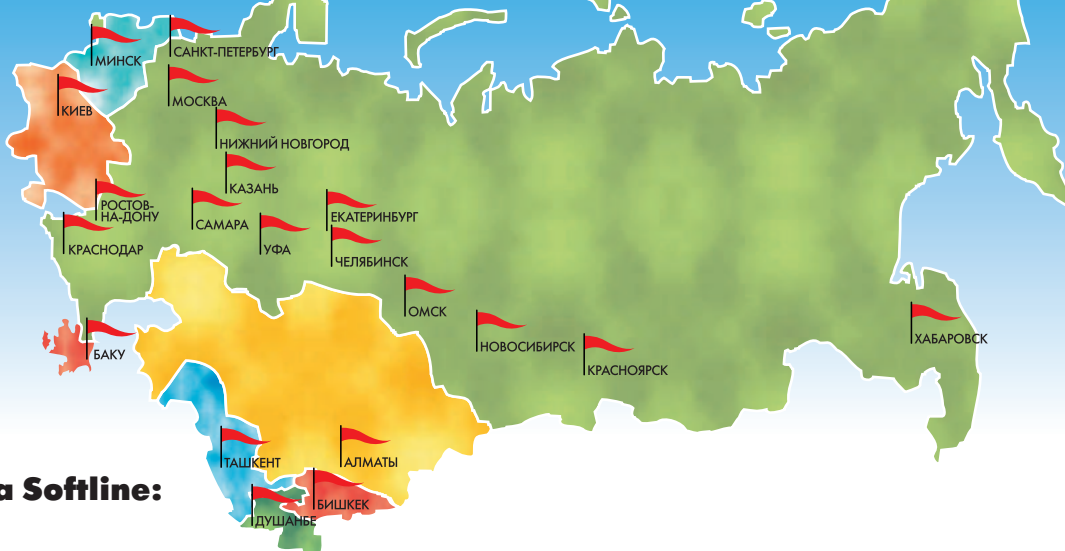 МИНСК
САНКТ-ПЕТЕРБУРГ
МОСКВА
КИЕВ
НИЖНИЙ НОВГОРОД
КАЗАНЬ
РОСТОВ-
НА-ДОНУ
САМАРА
ЕКАТЕРИНБУРГ
КРАСНОДАР
УФА
ЧЕЛЯБИНСК
ОМСК
НОВОСИБИРСК
ХАБАРОВСК
БАКУ
КРАСНОЯРСК
ТАШКЕНТ
АЛМАТЫ
а Softline:
БИШКЕК
ДУШАНБЕ